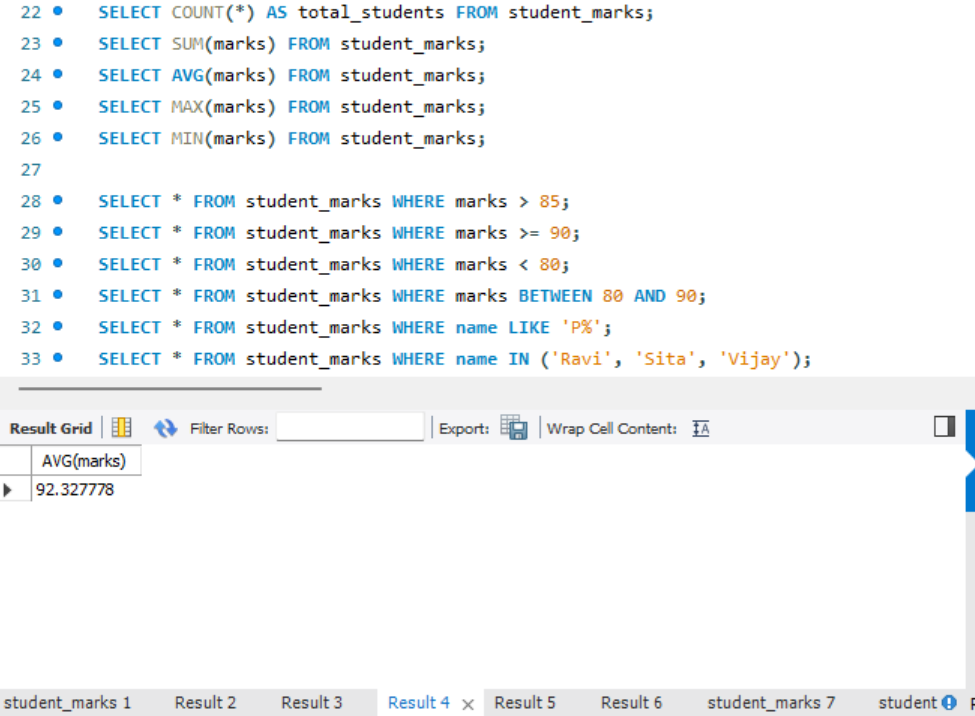 22 SELECT COUNT(*) AS total_students FROM student_marks;
23 SELECT SUM(marks) FROM student_marks;
24 SELECT AVG(marks) FROM student_marks;
25 SELECT MAX(marks) FROM student_marks;
26 SELECT MIN(marks) FROM student_marks;
27
28 SELECT * FROM student_marks WHERE marks > 85;
29 SELECT * FROM student_marks WHERE marks >= 90;
30 SELECT * FROM student_marks WHERE marks < 80;
31 SELECT * FROM student_marks WHERE marks BETWEEN 80 AND 90;
32 SELECT * FROM student_marks WHERE name LIKE 'P%';
33 SELECT * FROM student_marks WHERE name IN ('Ravi', 'Sita', 'Vijay');
Result Grid Filter Rows: Export: Wrap Cell Content: IA
AVG(marks)
92.327778
student_marks 1 Result 2 Result 3 Result 4 × Result 5 Result 6 student_marks 7 student